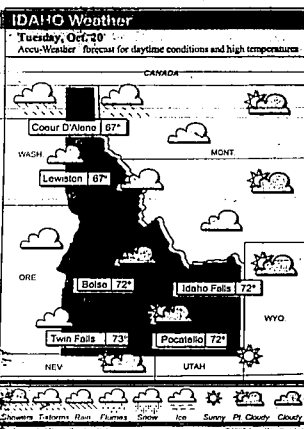 IDAHO Weather
Tuesday, Oct. 20
Accu-Weather forecast for daytime conditions and high temperatures
CANADA
Coeur D'Alene 67°
WASH
MONT.
Lewiston 67°
ORE
Boise 72°
Idaho Falls 72°
WYO.
Twin Falls 73°
Pocatello 72°
NEV
UTAH
Showers T-storms Rain Flurries Snow Ice Sunny Pt. Cloudy Cloudy